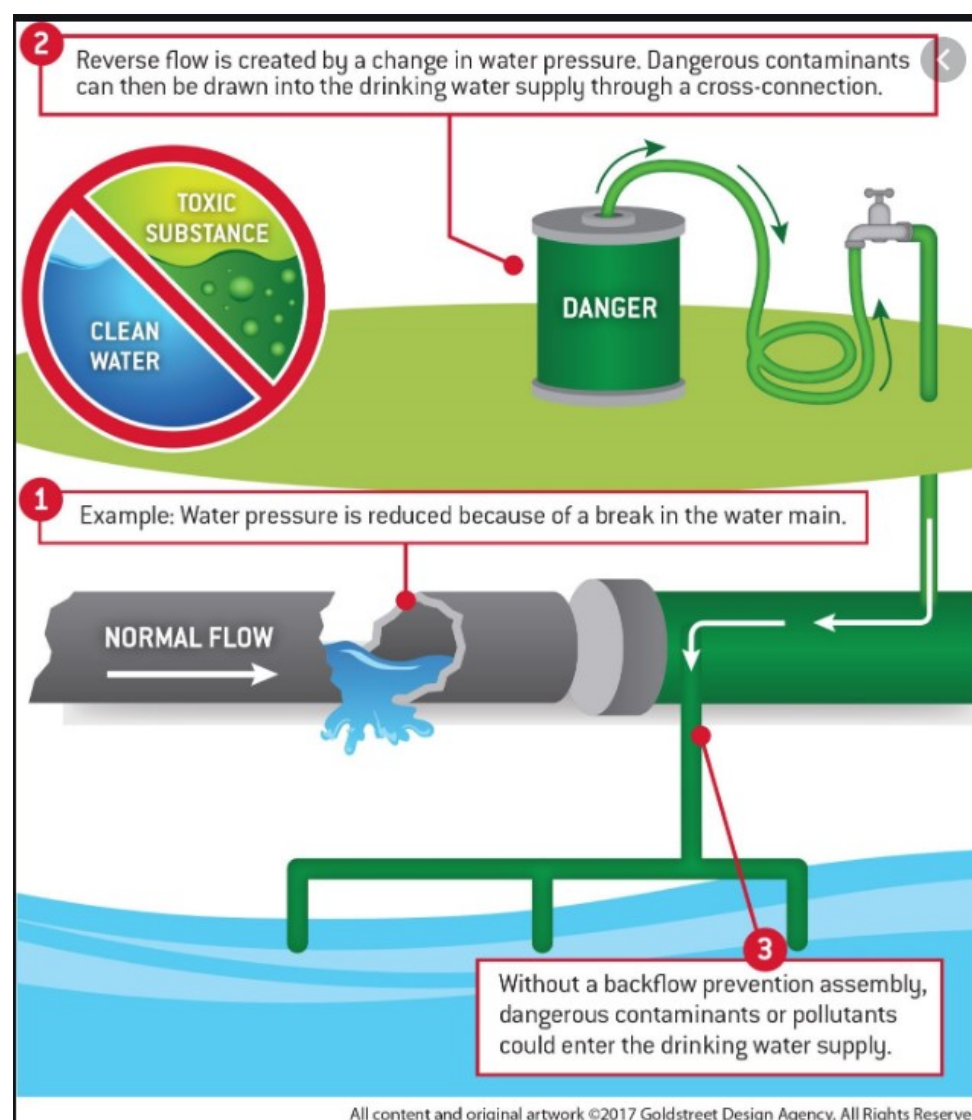 2
Reverse flow is created by a change in water pressure. Dangerous contaminants
can then be drawn into the drinking water supply through a cross-connection.
TOXIC
SUBSTANCE
CLEAN
WATER
DANGER
1
Example: Water pressure is reduced because of a break in the water main.
NORMAL FLOW
3
Without a backflow prevention assembly,
dangerous contaminants or pollutants
could enter the drinking water supply.
All content and original artwork ©2017 Goldstreet Design Agency. All Rights Reserve